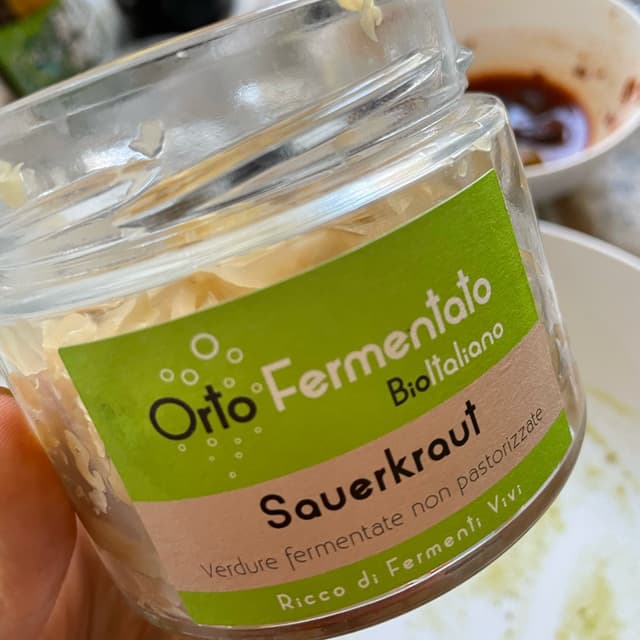 Orto Fermentato
BioItaliano
Sauerkraut
Verdure fermentate non pastorizzate
Ricco di Fermenti Vivi